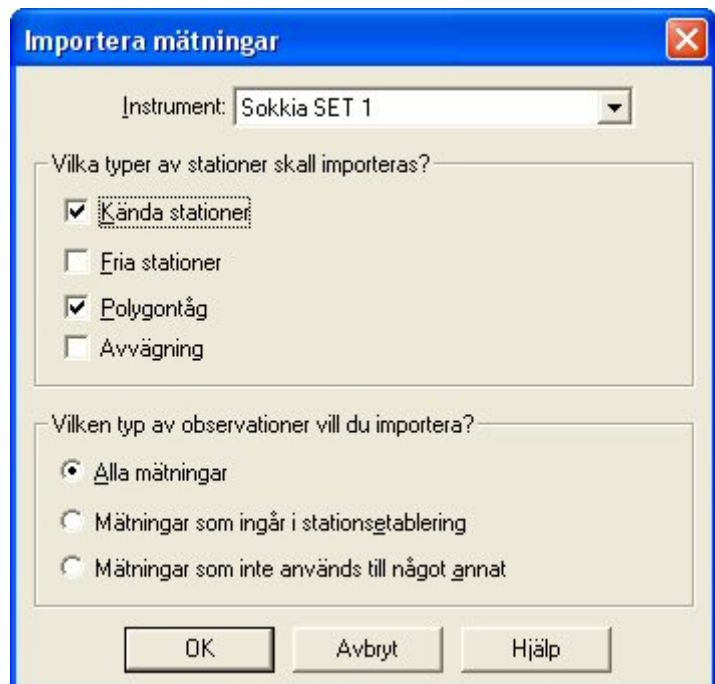 Importera mätningar
Instrument: Sokkia SET 1
Vilka typer av stationer skall importeras?
Kända stationer
Fria stationer
Polygontåg
Avvägning
Vilken typ av observationer vill du importera?
Alla mätningar
Mätningar som ingår i stationsetablering
Mätningar som inte används till något annat
OK Avbryt Hjälp